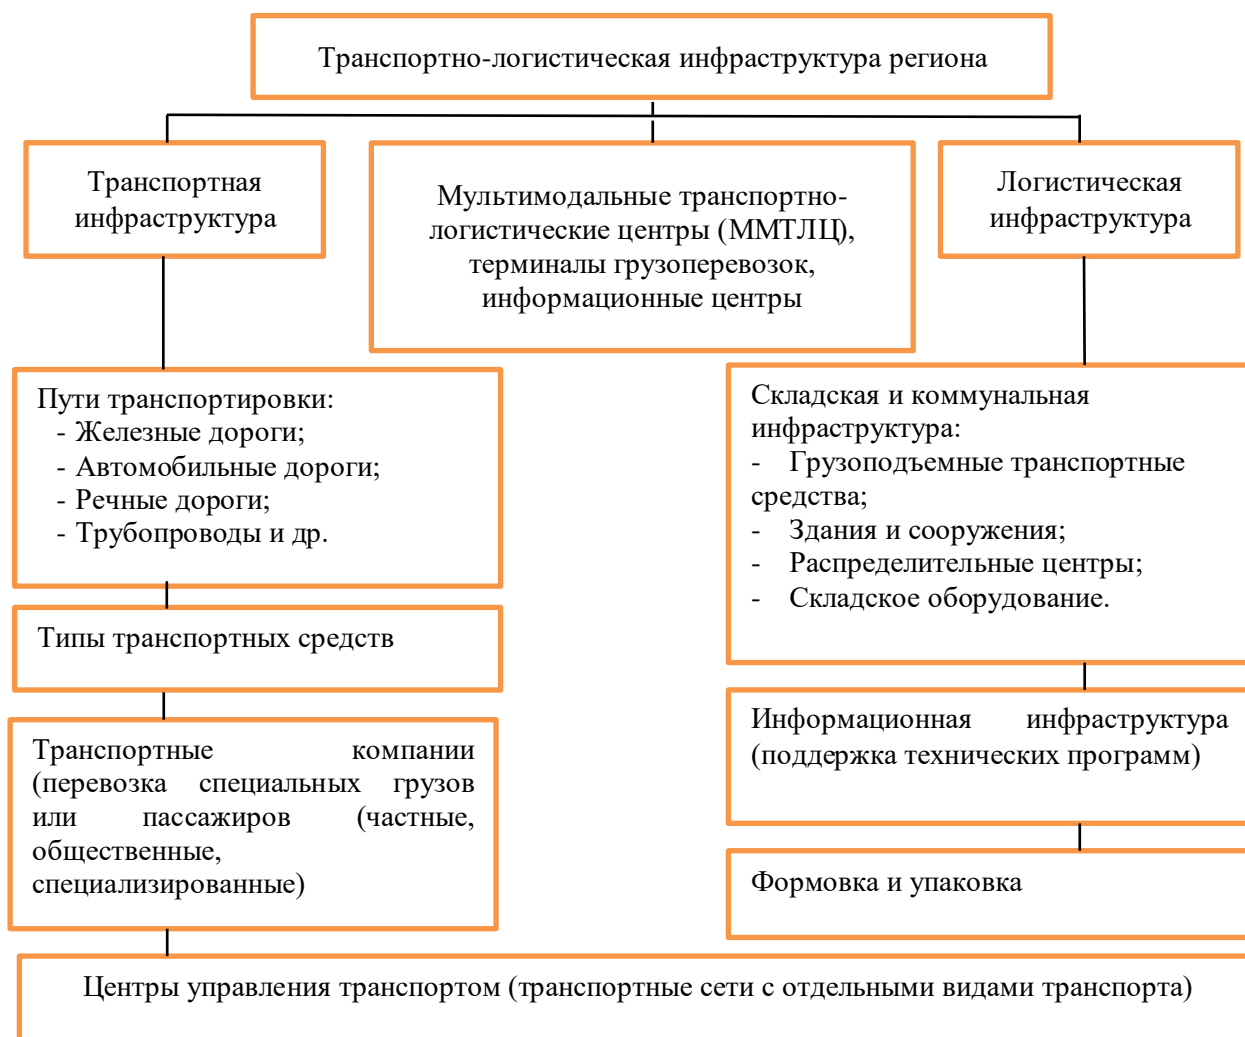 Транспортно-логистическая инфраструктура региона
Транспортная
инфраструктура
Мультимодальные транспортно-
логистические центры (ММТЛЦ),
терминалы грузоперевозок,
информационные центры
Логистическая
инфраструктура
Пути транспортировки:
- Железные дороги;
- Автомобильные дороги;
- Речные дороги;
- Трубопроводы и др.
Типы транспортных средств
Транспортные компании
(перевозка специальных грузов
или пассажиров (частные,
общественные,
специализированные)
Складская и коммунальная
инфраструктура:
- Грузоподъемные транспортные
средства;
- Здания и сооружения;
- Распределительные центры;
- Складское оборудование.
Информационная инфраструктура
(поддержка технических программ)
Формовка и упаковка
Центры управления транспортом (транспортные сети с отдельными видами транспорта)